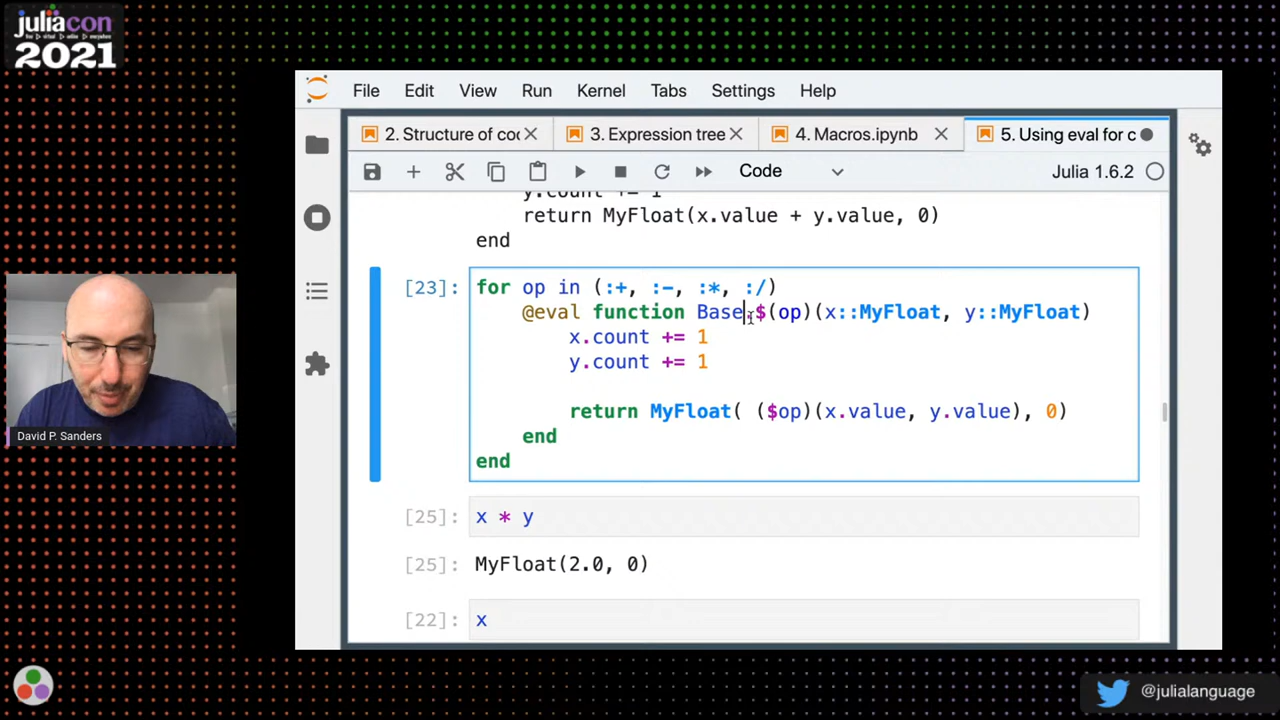 juliacon
2021
File Edit View Run Kernel Tabs Settings Help
2. Structure of coc
3. Expression tree
4. Macros.ipynb
5. Using eval for c
Code
Julia 1.6.2
y.count += 1
return MyFloat(x.value + y.value, 0)
end
[23]:
for op in (:+, :-, :*, :/)
@eval function Base.$(op)(x::MyFloat, y::MyFloat)
x.count += 1
y.count += 1
return MyFloat( ($op)(x.value, y.value), 0)
end
end
[25]: x * y
[25]: MyFloat(2.0, 0)
[22]: x
David P. Sanders
@julialanguage